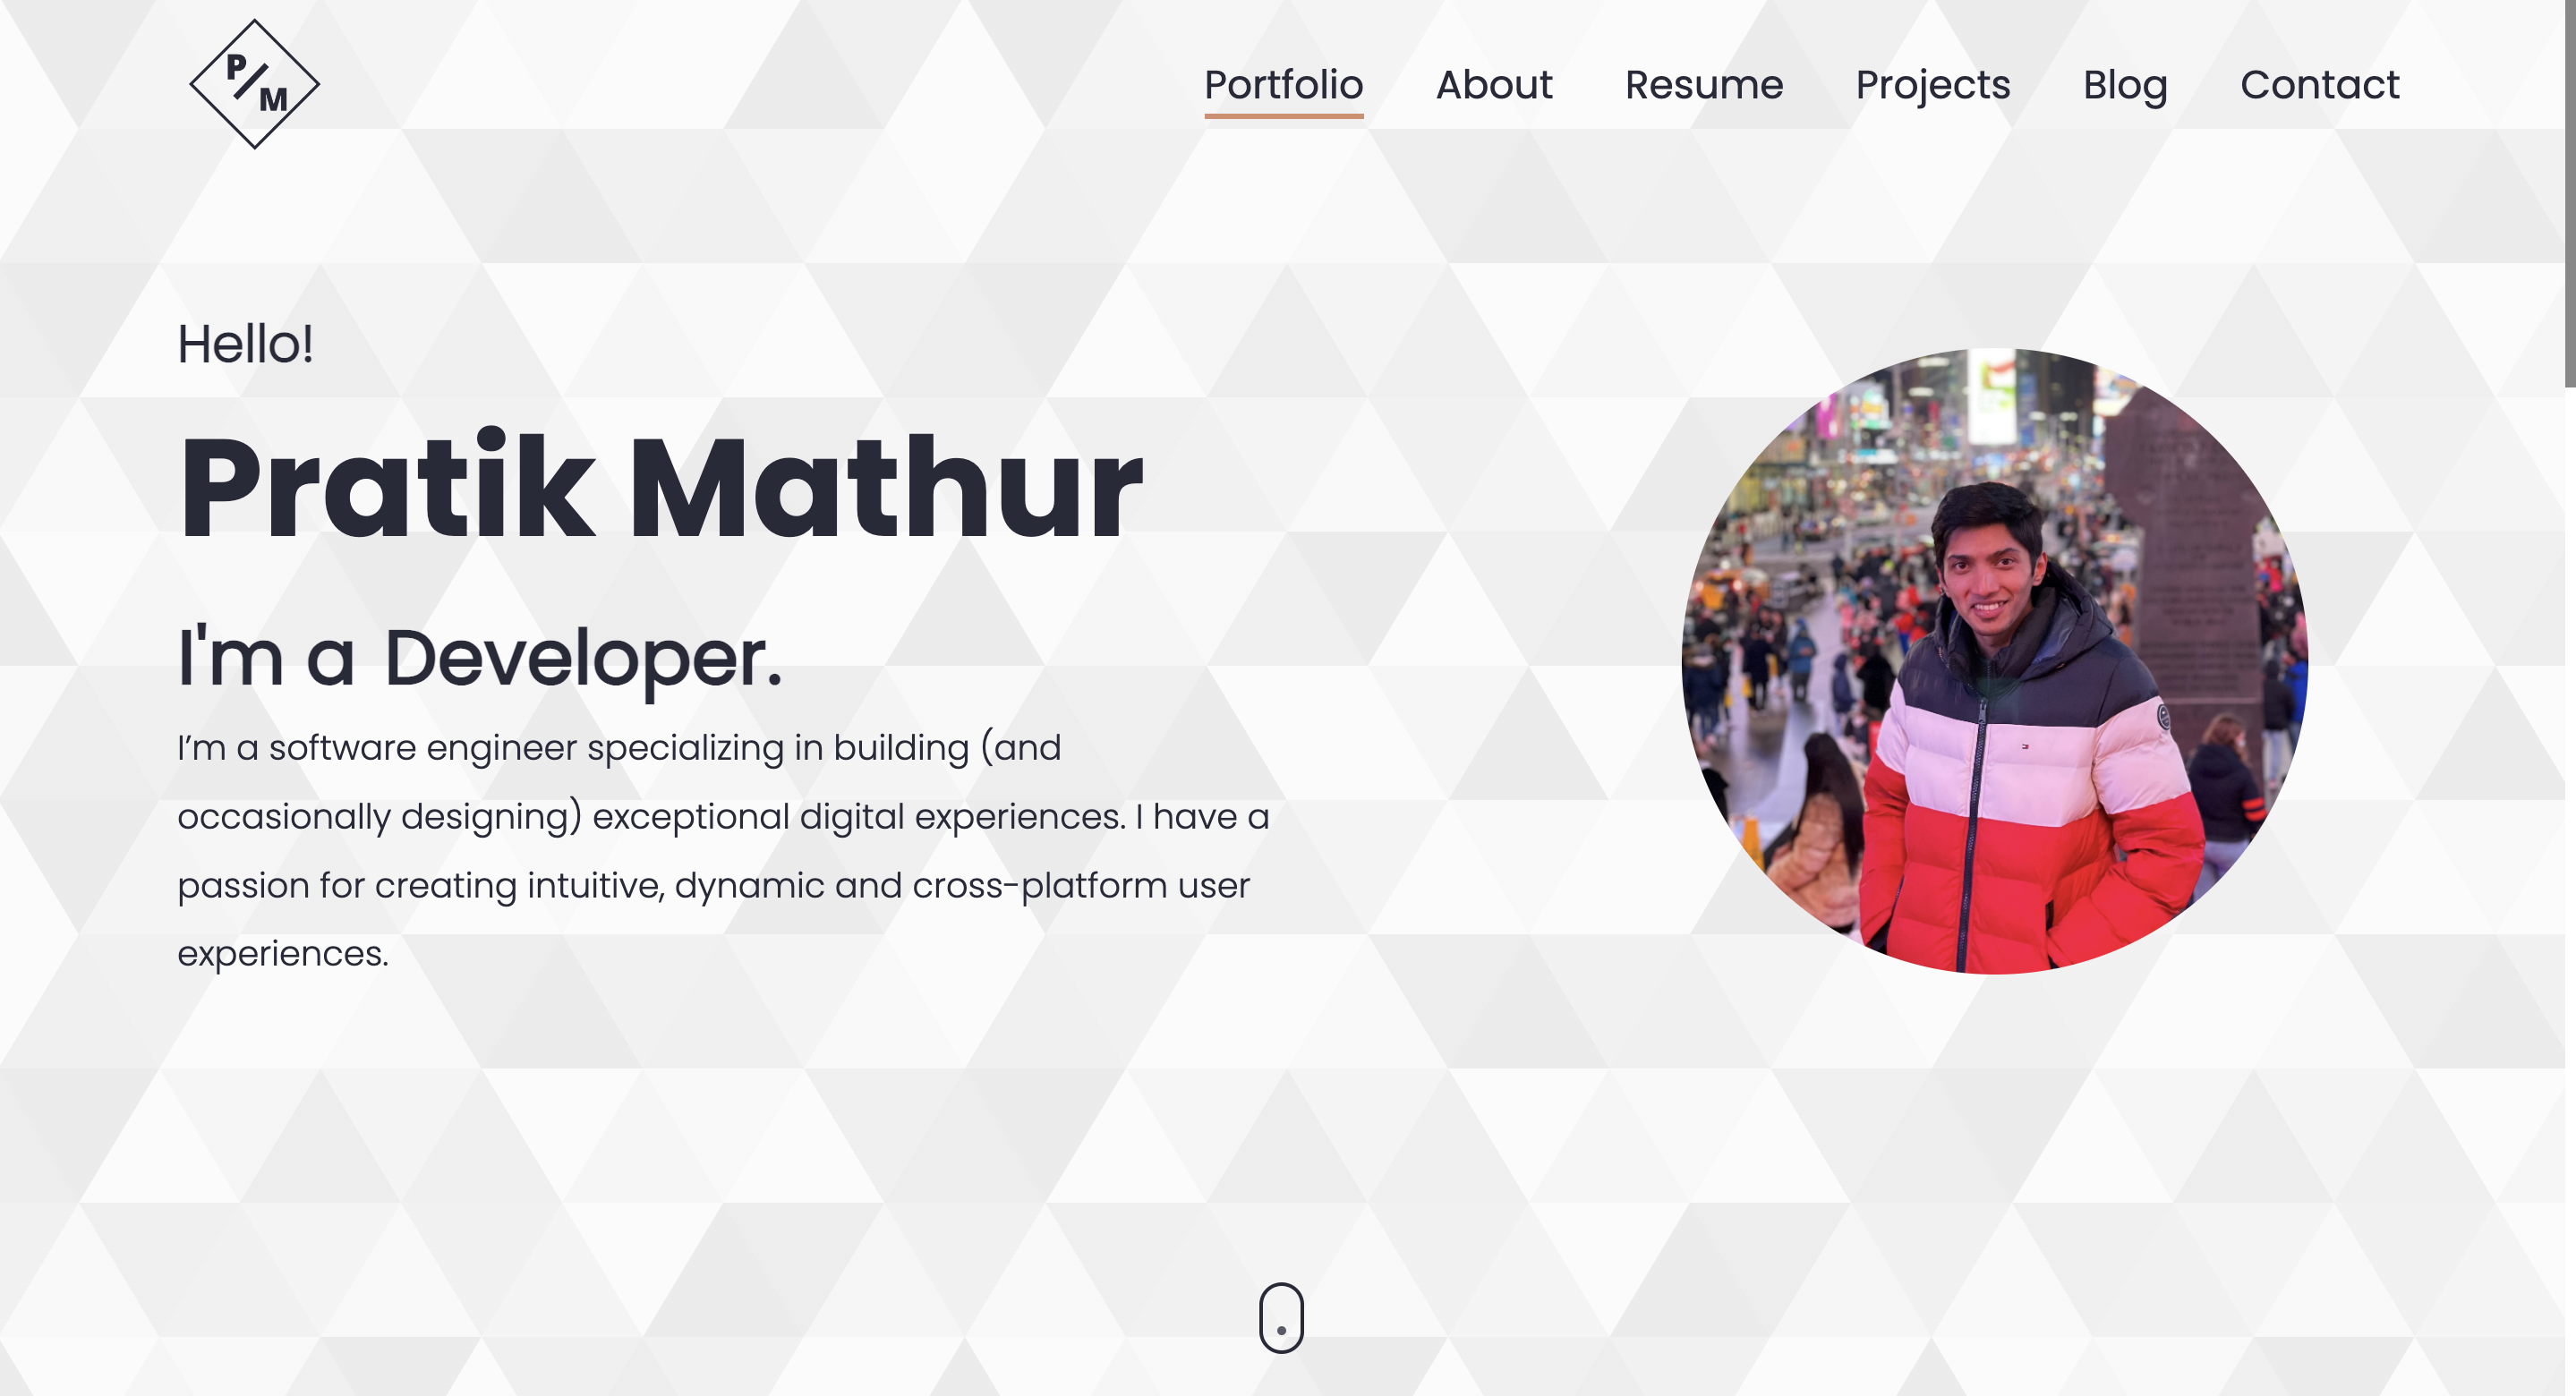 P/M
Portfolio About Resume Projects Blog Contact
Hello!
Pratik Mathur
I'm a Developer.
I’m a software engineer specializing in building (and
occasionally designing) exceptional digital experiences. I have a
passion for creating intuitive, dynamic and cross-platform user
experiences.